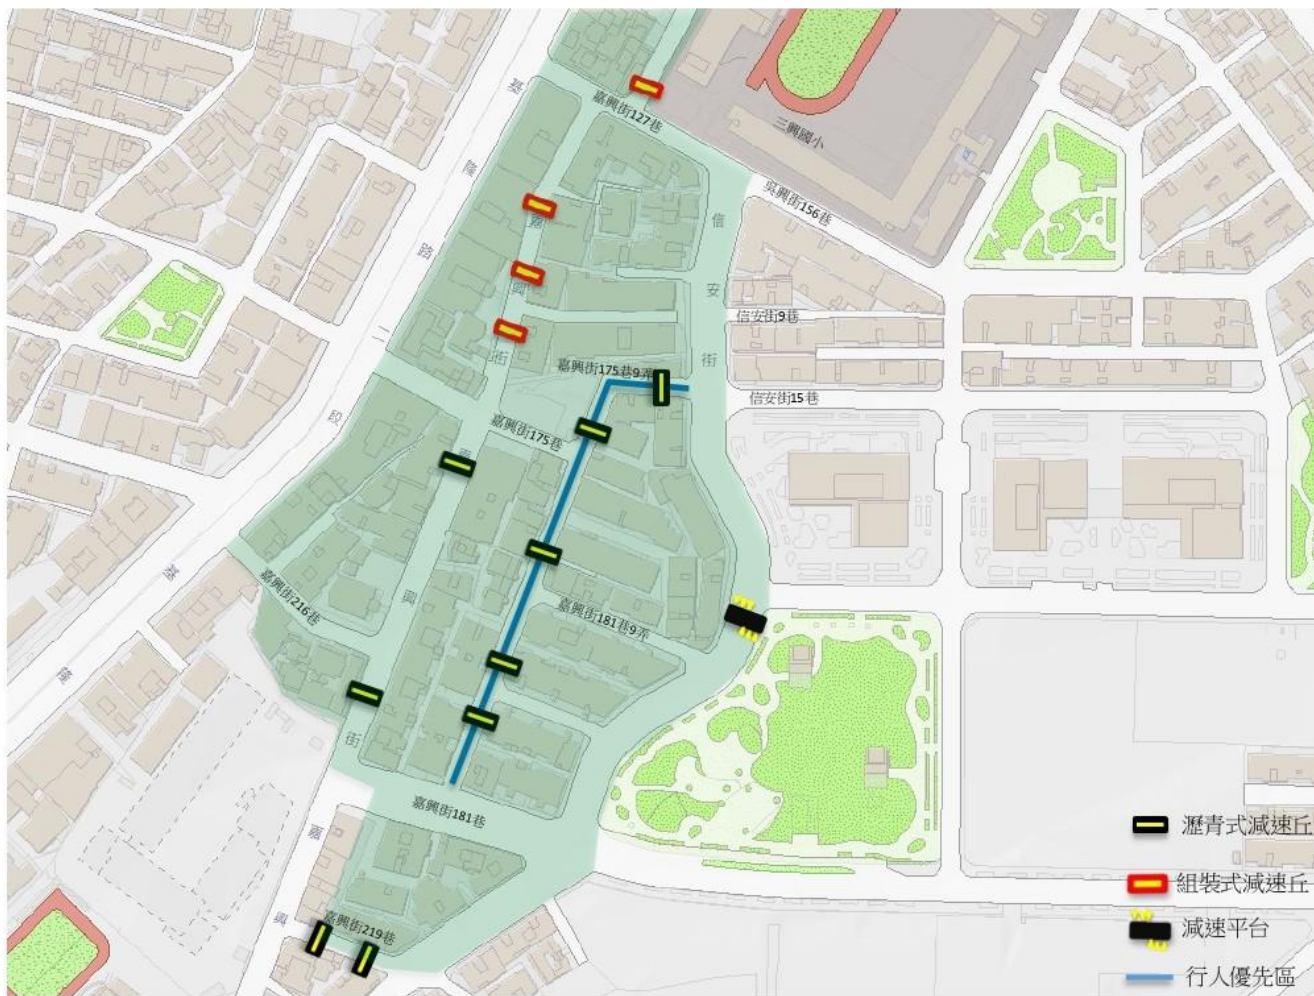 嘉興街127巷
三興國小
吳興街156巷
基
隆
路
一
段
嘉
興
街
信
安
街
信安街9巷
嘉興街175巷9弄
信安街15巷
嘉興街175巷
基
隆
嘉興街216巷
興
嘉興街181巷9弄
街
嘉興街181巷
嘉
興
嘉興街219巷
瀝青式減速丘
組裝式減速丘
減速平台
行人優先區